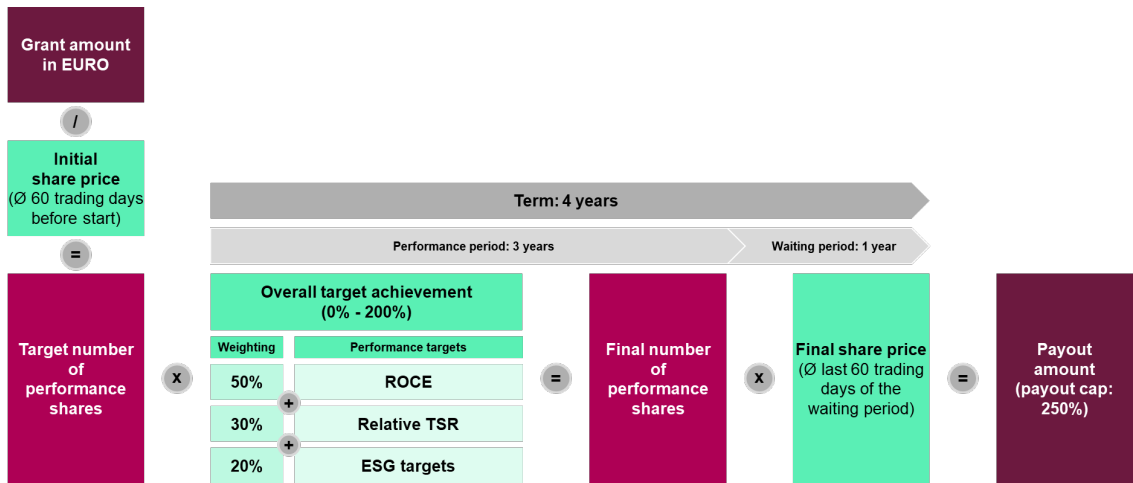 Grant amount
in EURO
/
Initial
share price
(Ø 60 trading days
before start)
=
Term: 4 years
Performance period: 3 years
Waiting period: 1 year
Target number
of
performance
shares
x
Overall target achievement
(0% - 200%)
Weighting
Performance targets
50%
ROCE
+
30%
Relative TSR
+
20%
ESG targets
=
Final number
of
performance
shares
x
Final share price
(Ø last 60 trading
days of the
waiting period)
=
Payout
amount
(payout cap:
250%)